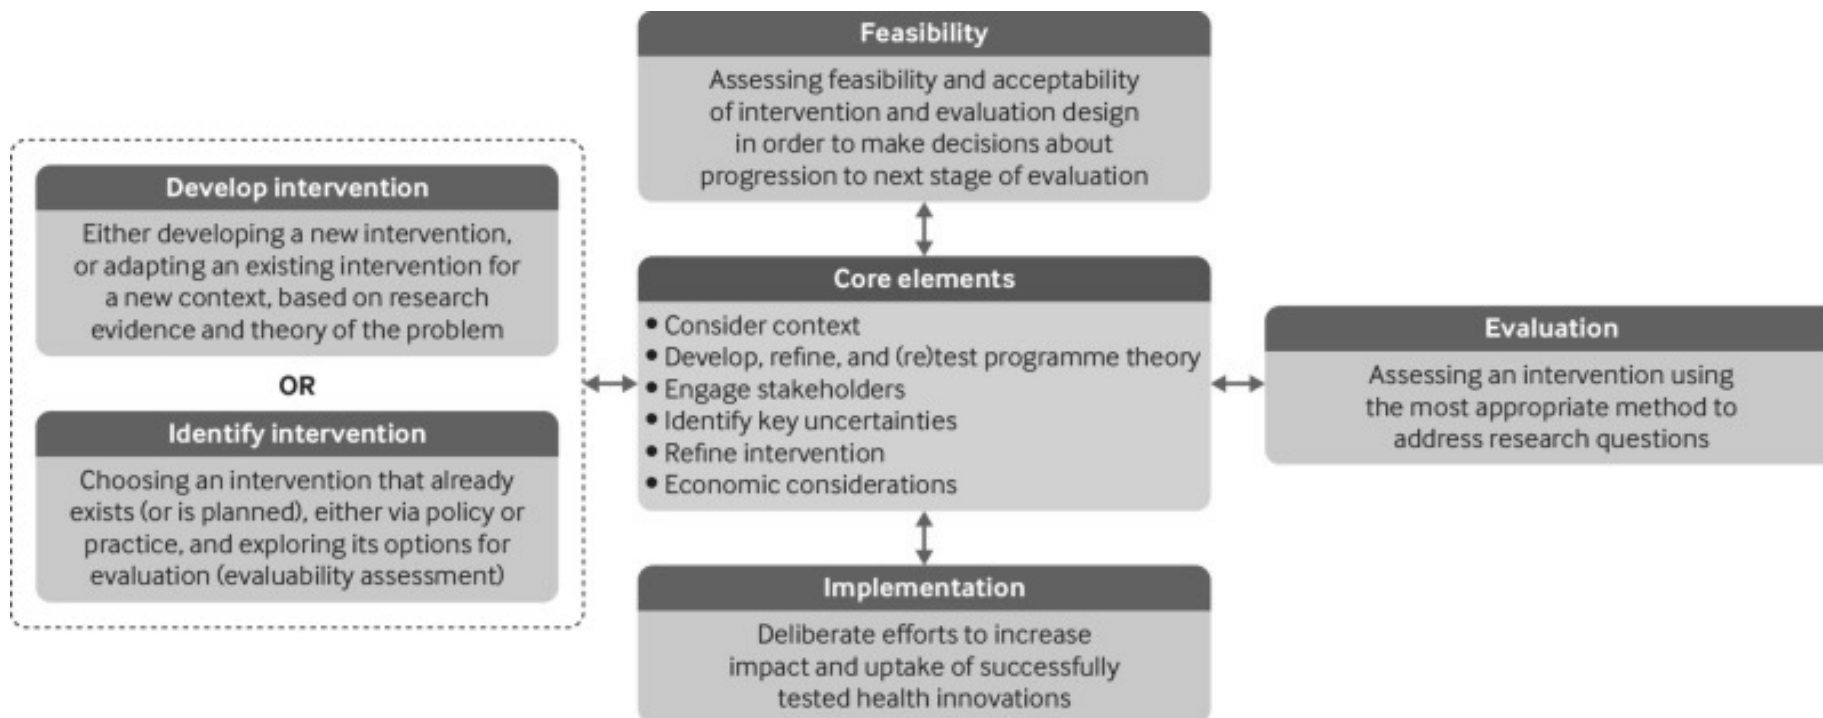 Feasibility
Assessing feasibility and acceptability
of intervention and evaluation design
in order to make decisions about
progression to next stage of evaluation
Develop intervention
Either developing a new intervention,
or adapting an existing intervention for
a new context, based on research
evidence and theory of the problem
OR
Identify intervention
Choosing an intervention that already
exists (or is planned), either via policy or
practice, and exploring its options for
evaluation (evaluability assessment)
Core elements
• Consider context
• Develop, refine, and (re)test programme theory
• Engage stakeholders
• Identify key uncertainties
• Refine intervention
• Economic considerations
Evaluation
Assessing an intervention using
the most appropriate method to
address research questions
Implementation
Deliberate efforts to increase
impact and uptake of successfully
tested health innovations